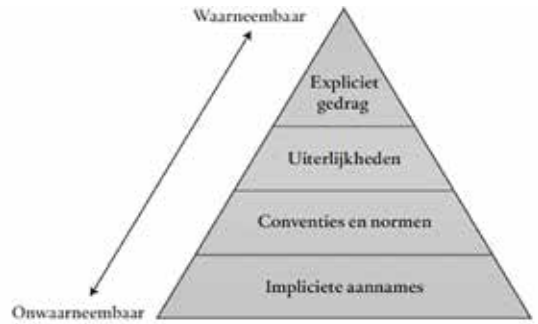 Waarneembaar
Expliciet
gedrag
Uiterlijkheden
Conventies en normen
Impliciete aannames
Onwaarneembaar